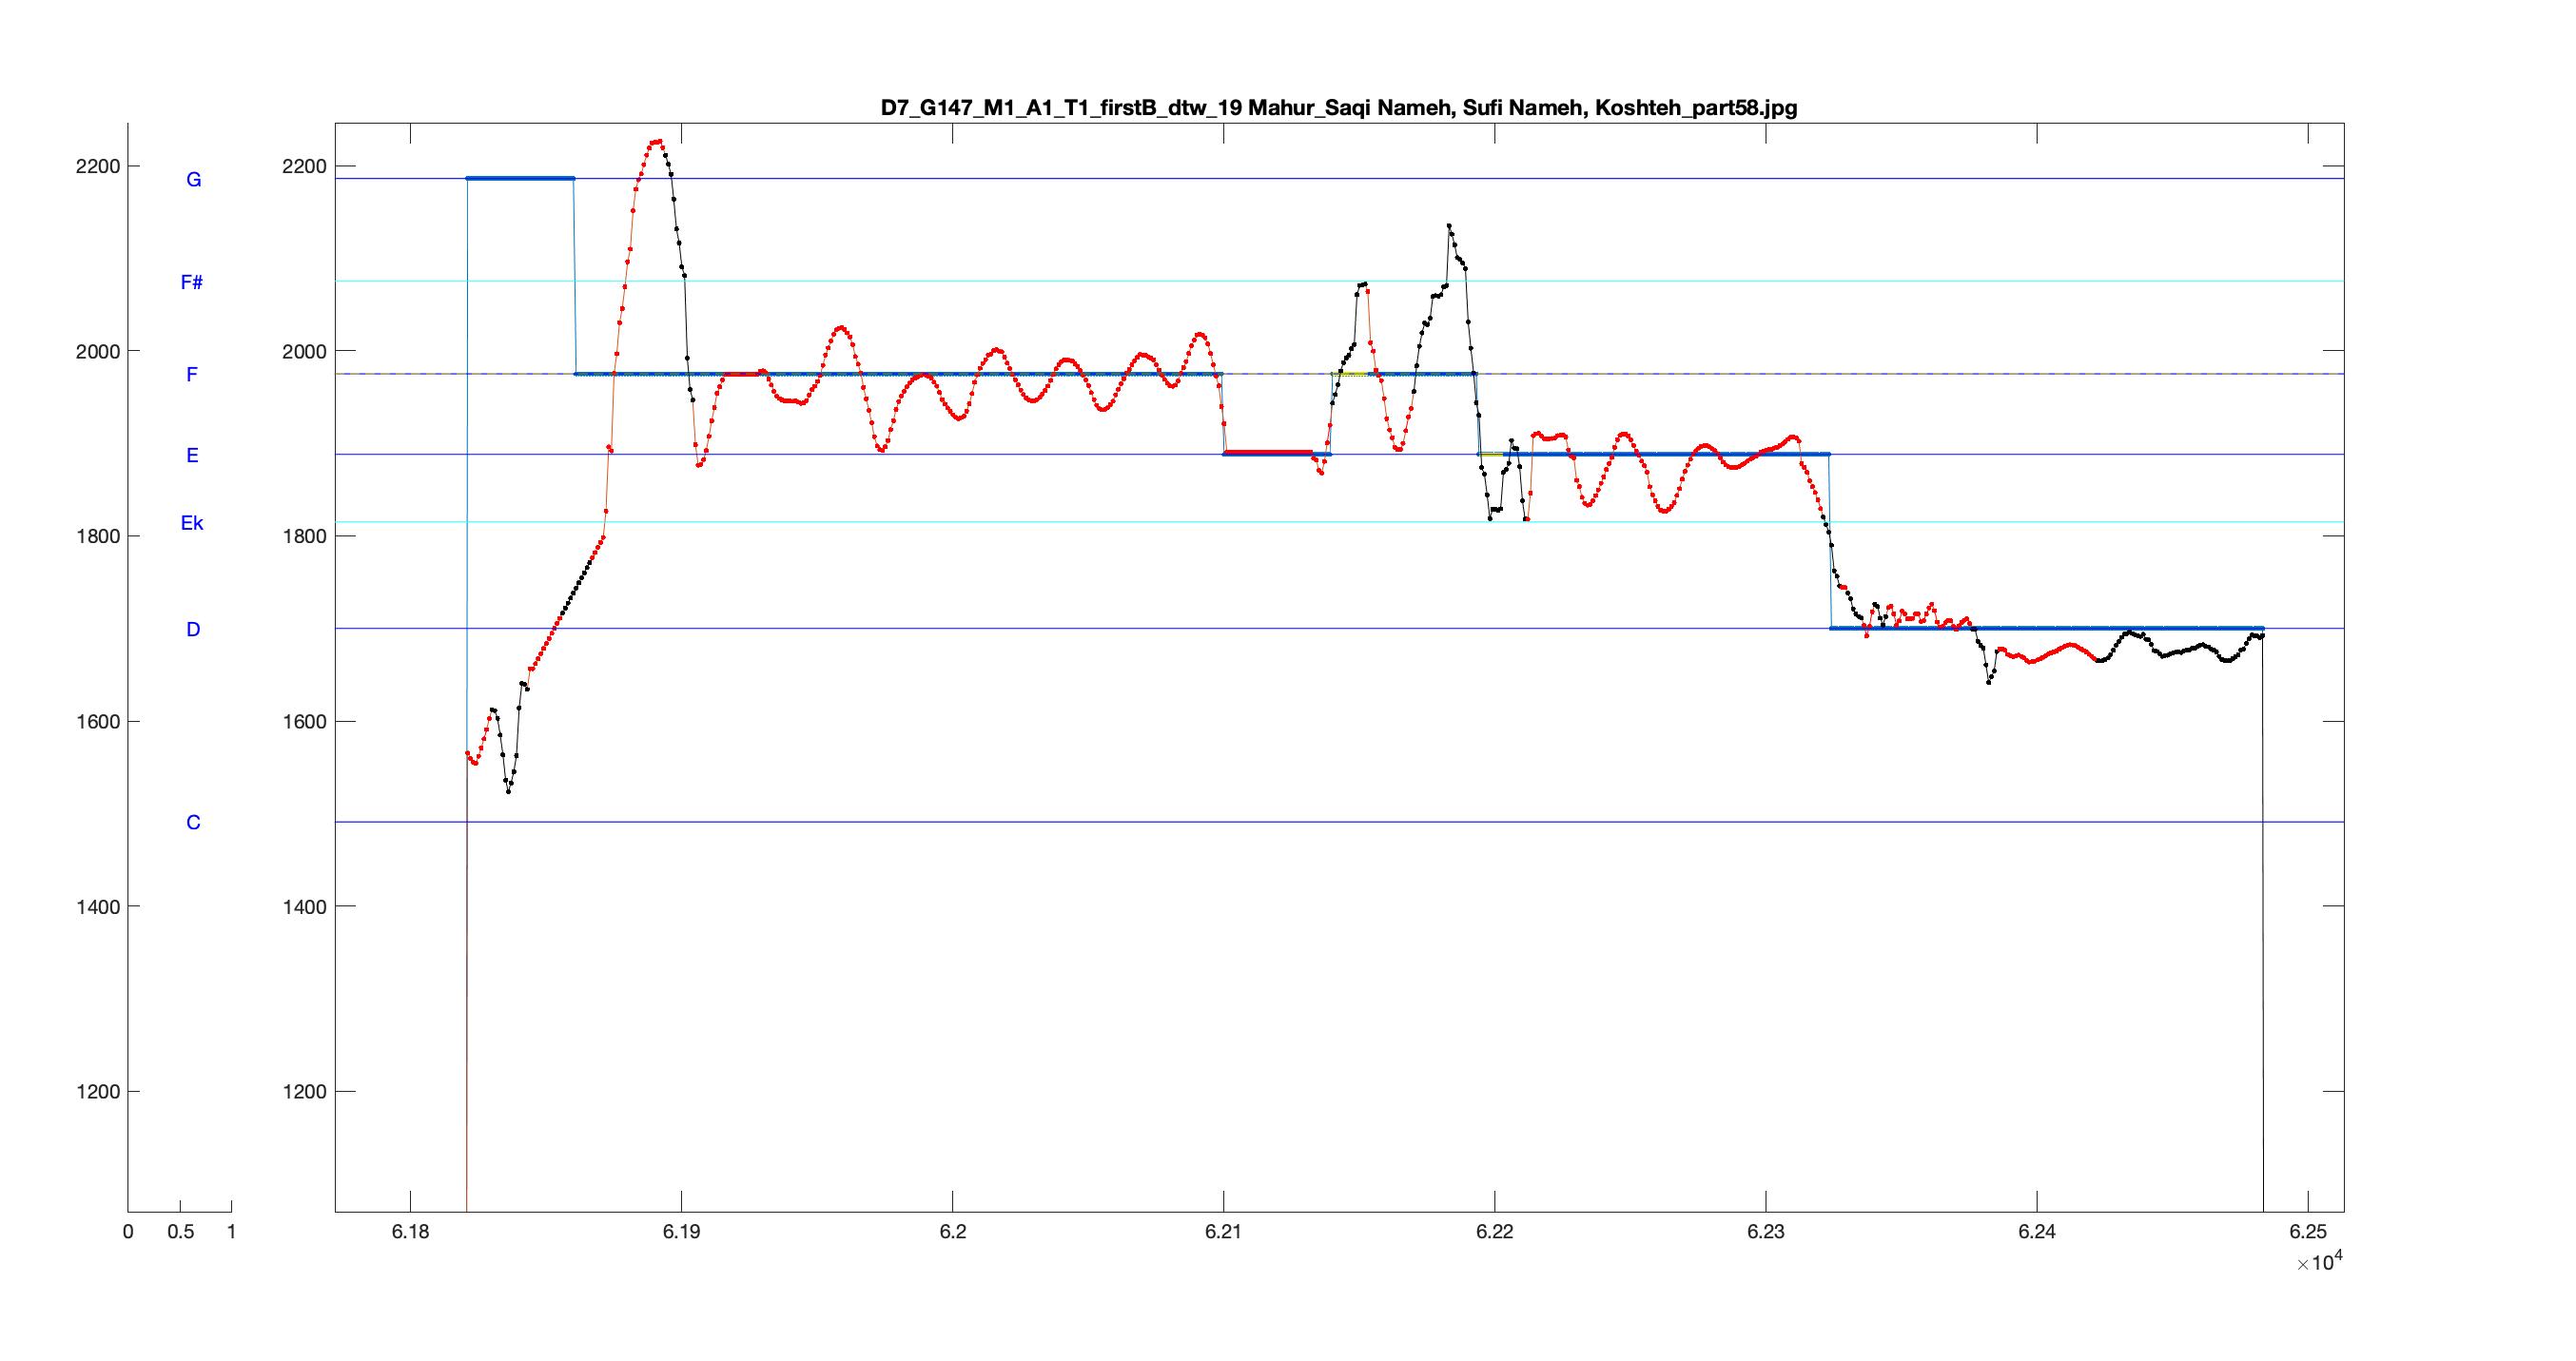 D7_G147_M1_A1_T1_firstB_dtw_19 Mahur_Saqi Nameh, Sufi Nameh, Koshteh_part58.jpg
2200 G 2200
F#
2000 2000
F
E
Ek
1800 1800
D
1600 1600
C
1400 1400
1200 1200
0 0.5 1 6.18 6.19 6.2 6.21 6.22 6.23 6.24 6.25
×10^4